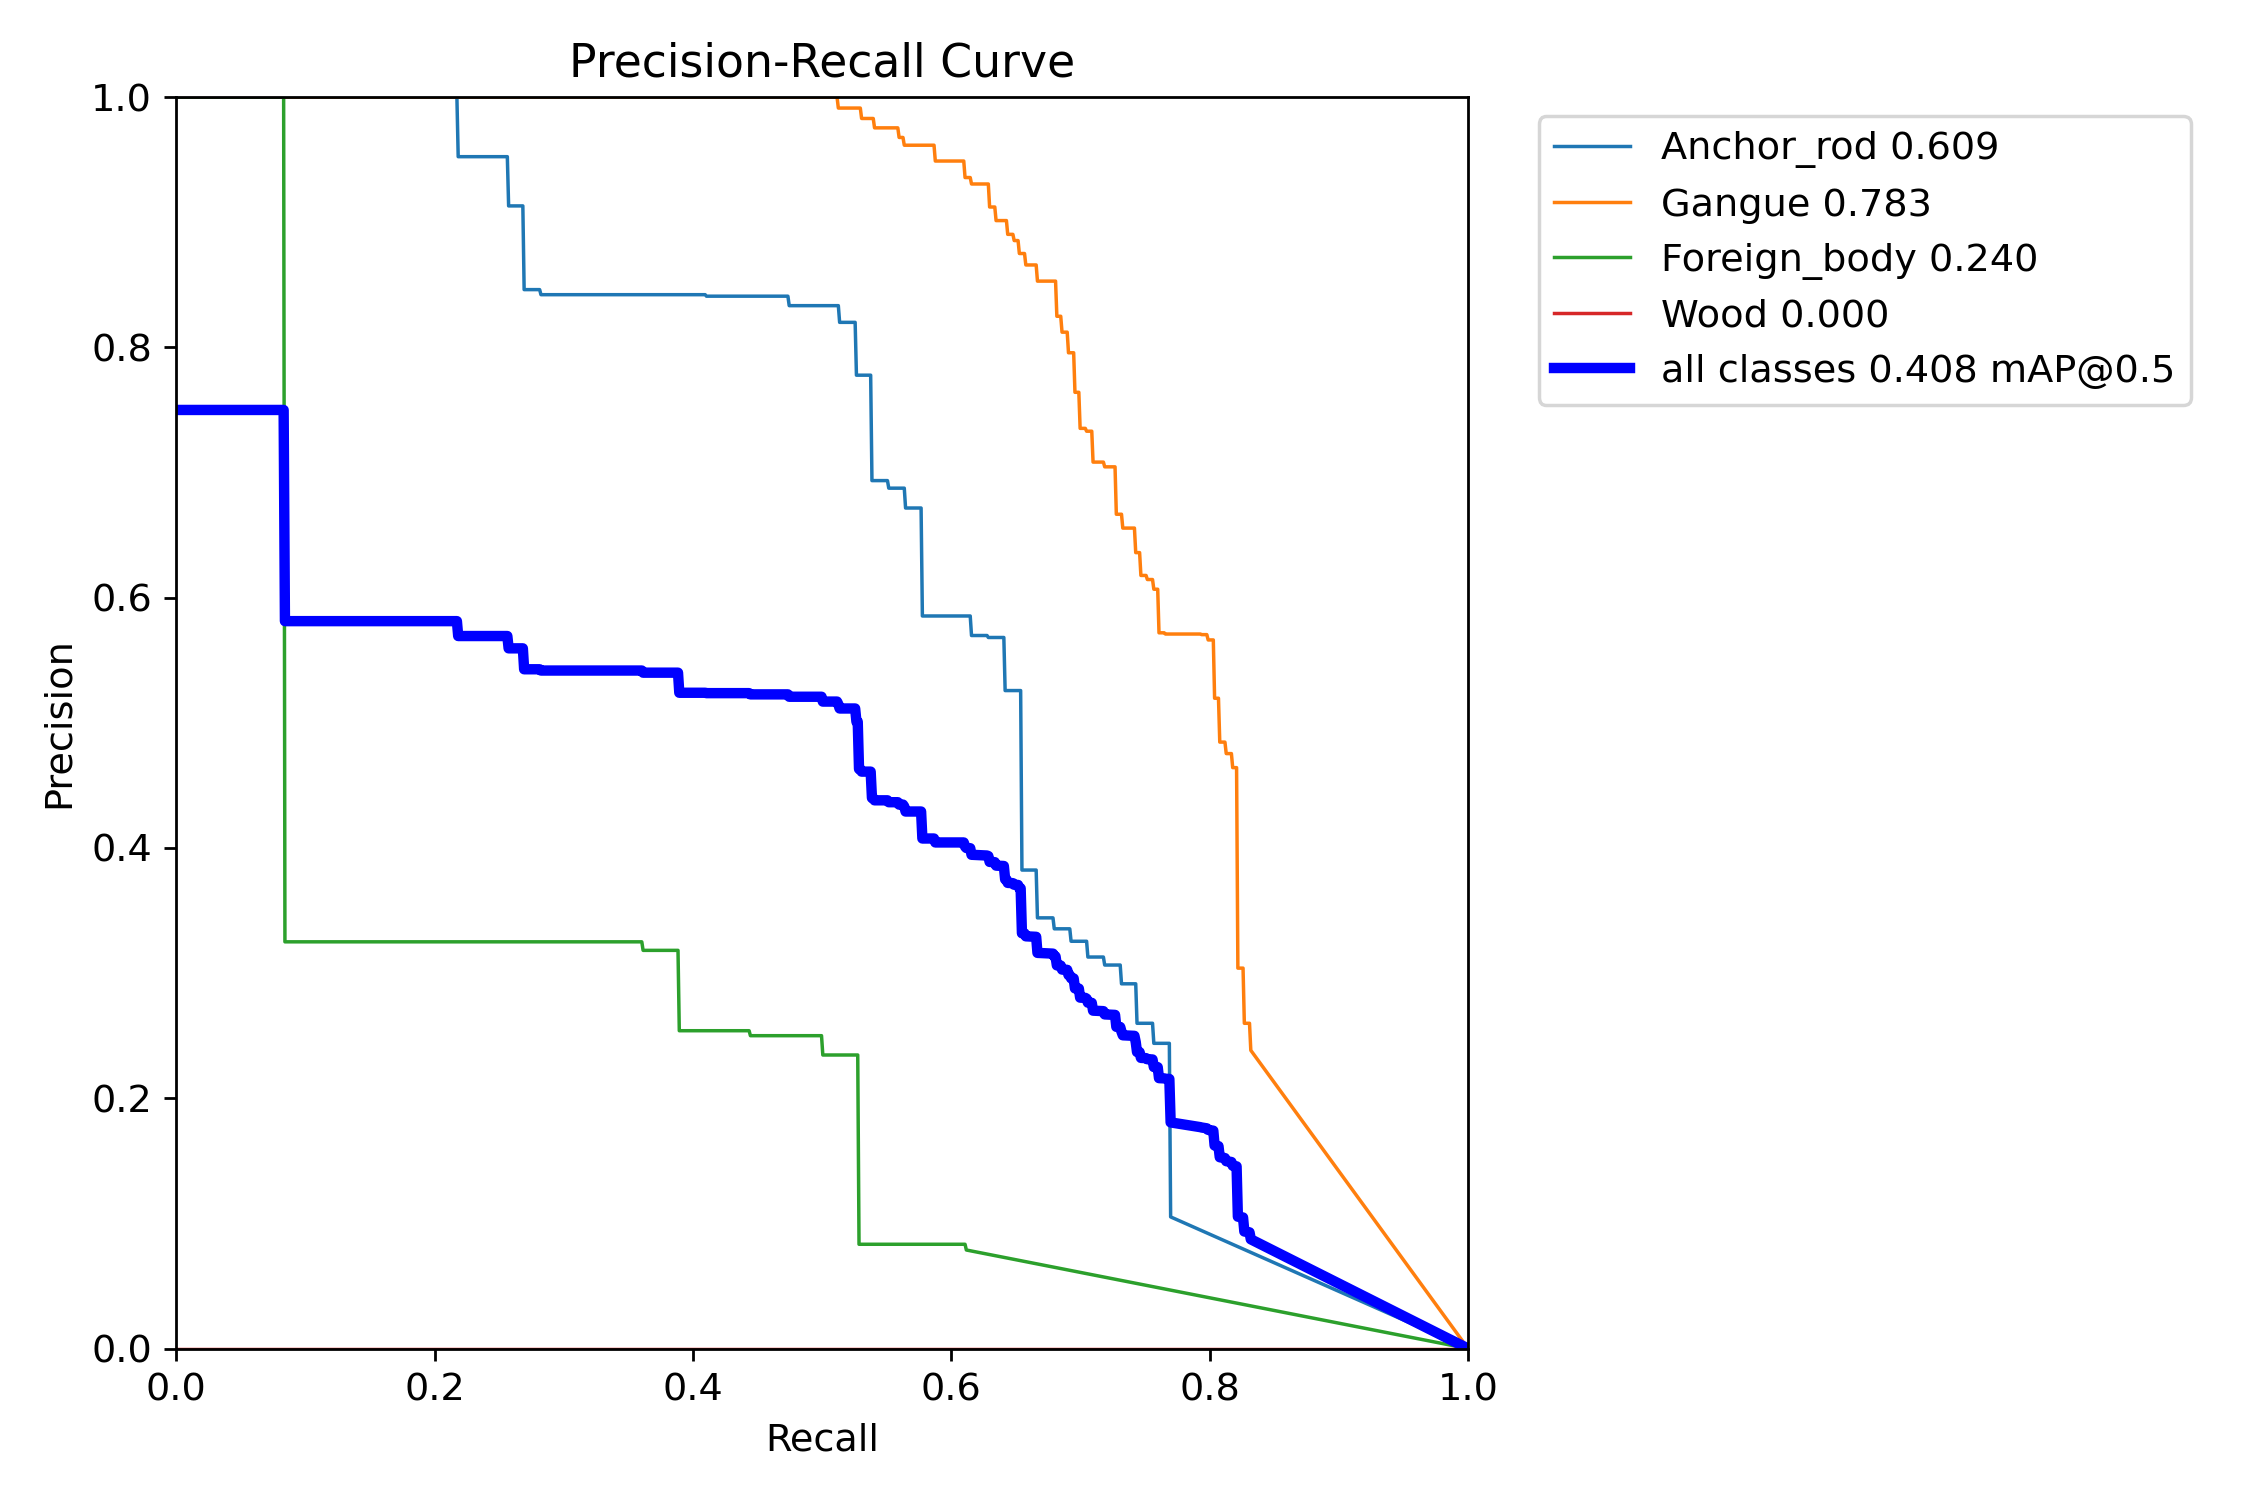 Precision-Recall Curve
1.0
0.8
0.6
0.4
0.2
0.0
Precision
0.0 0.2 0.4 0.6 0.8 1.0
Recall
Anchor_rod 0.609
Gangue 0.783
Foreign_body 0.240
Wood 0.000
all classes 0.408 mAP@0.5